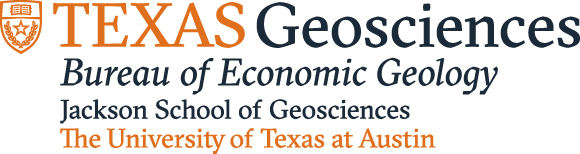 TEXAS Geosciences
Bureau of Economic Geology
Jackson School of Geosciences
The University of Texas at Austin